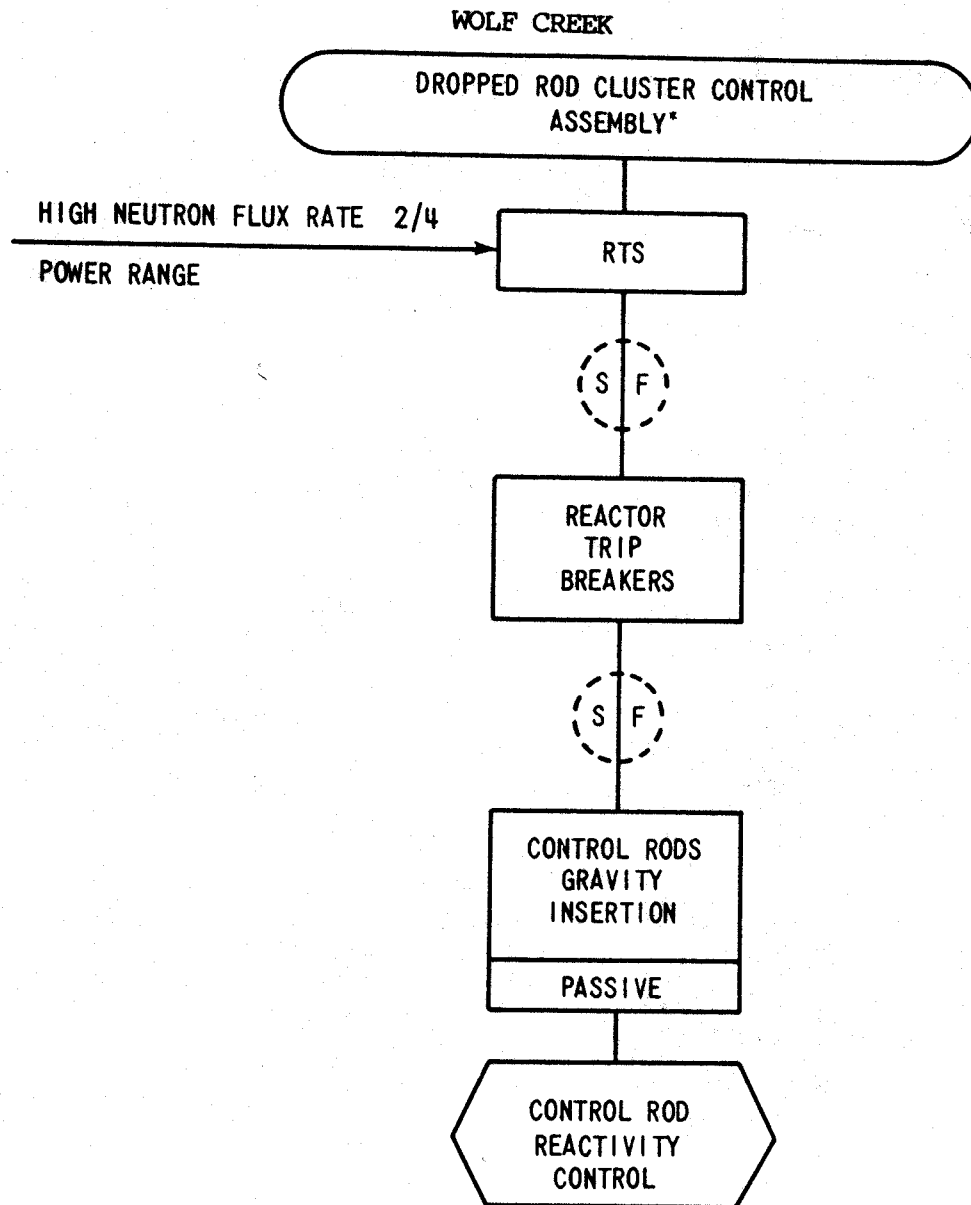 WOLF CREEK
DROPPED ROD CLUSTER CONTROL
ASSEMBLY*
HIGH NEUTRON FLUX RATE 2/4
POWER RANGE
RTS
S F
REACTOR
TRIP
BREAKERS
S F
CONTROL RODS
GRAVITY
INSERTION
PASSIVE
CONTROL ROD
REACTIVITY
CONTROL